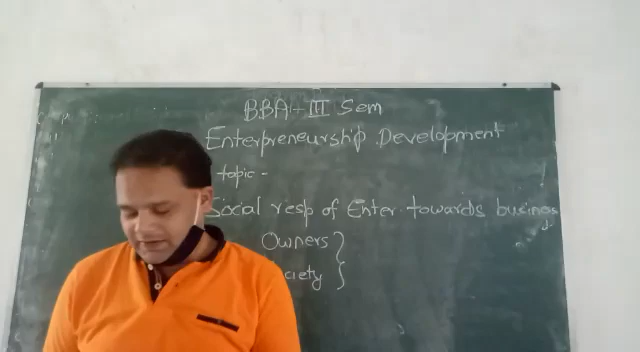 BBA-III Sem
Enterpreneurship Development
topic -
Social resp of Enter. towards busines
Owners
ciety